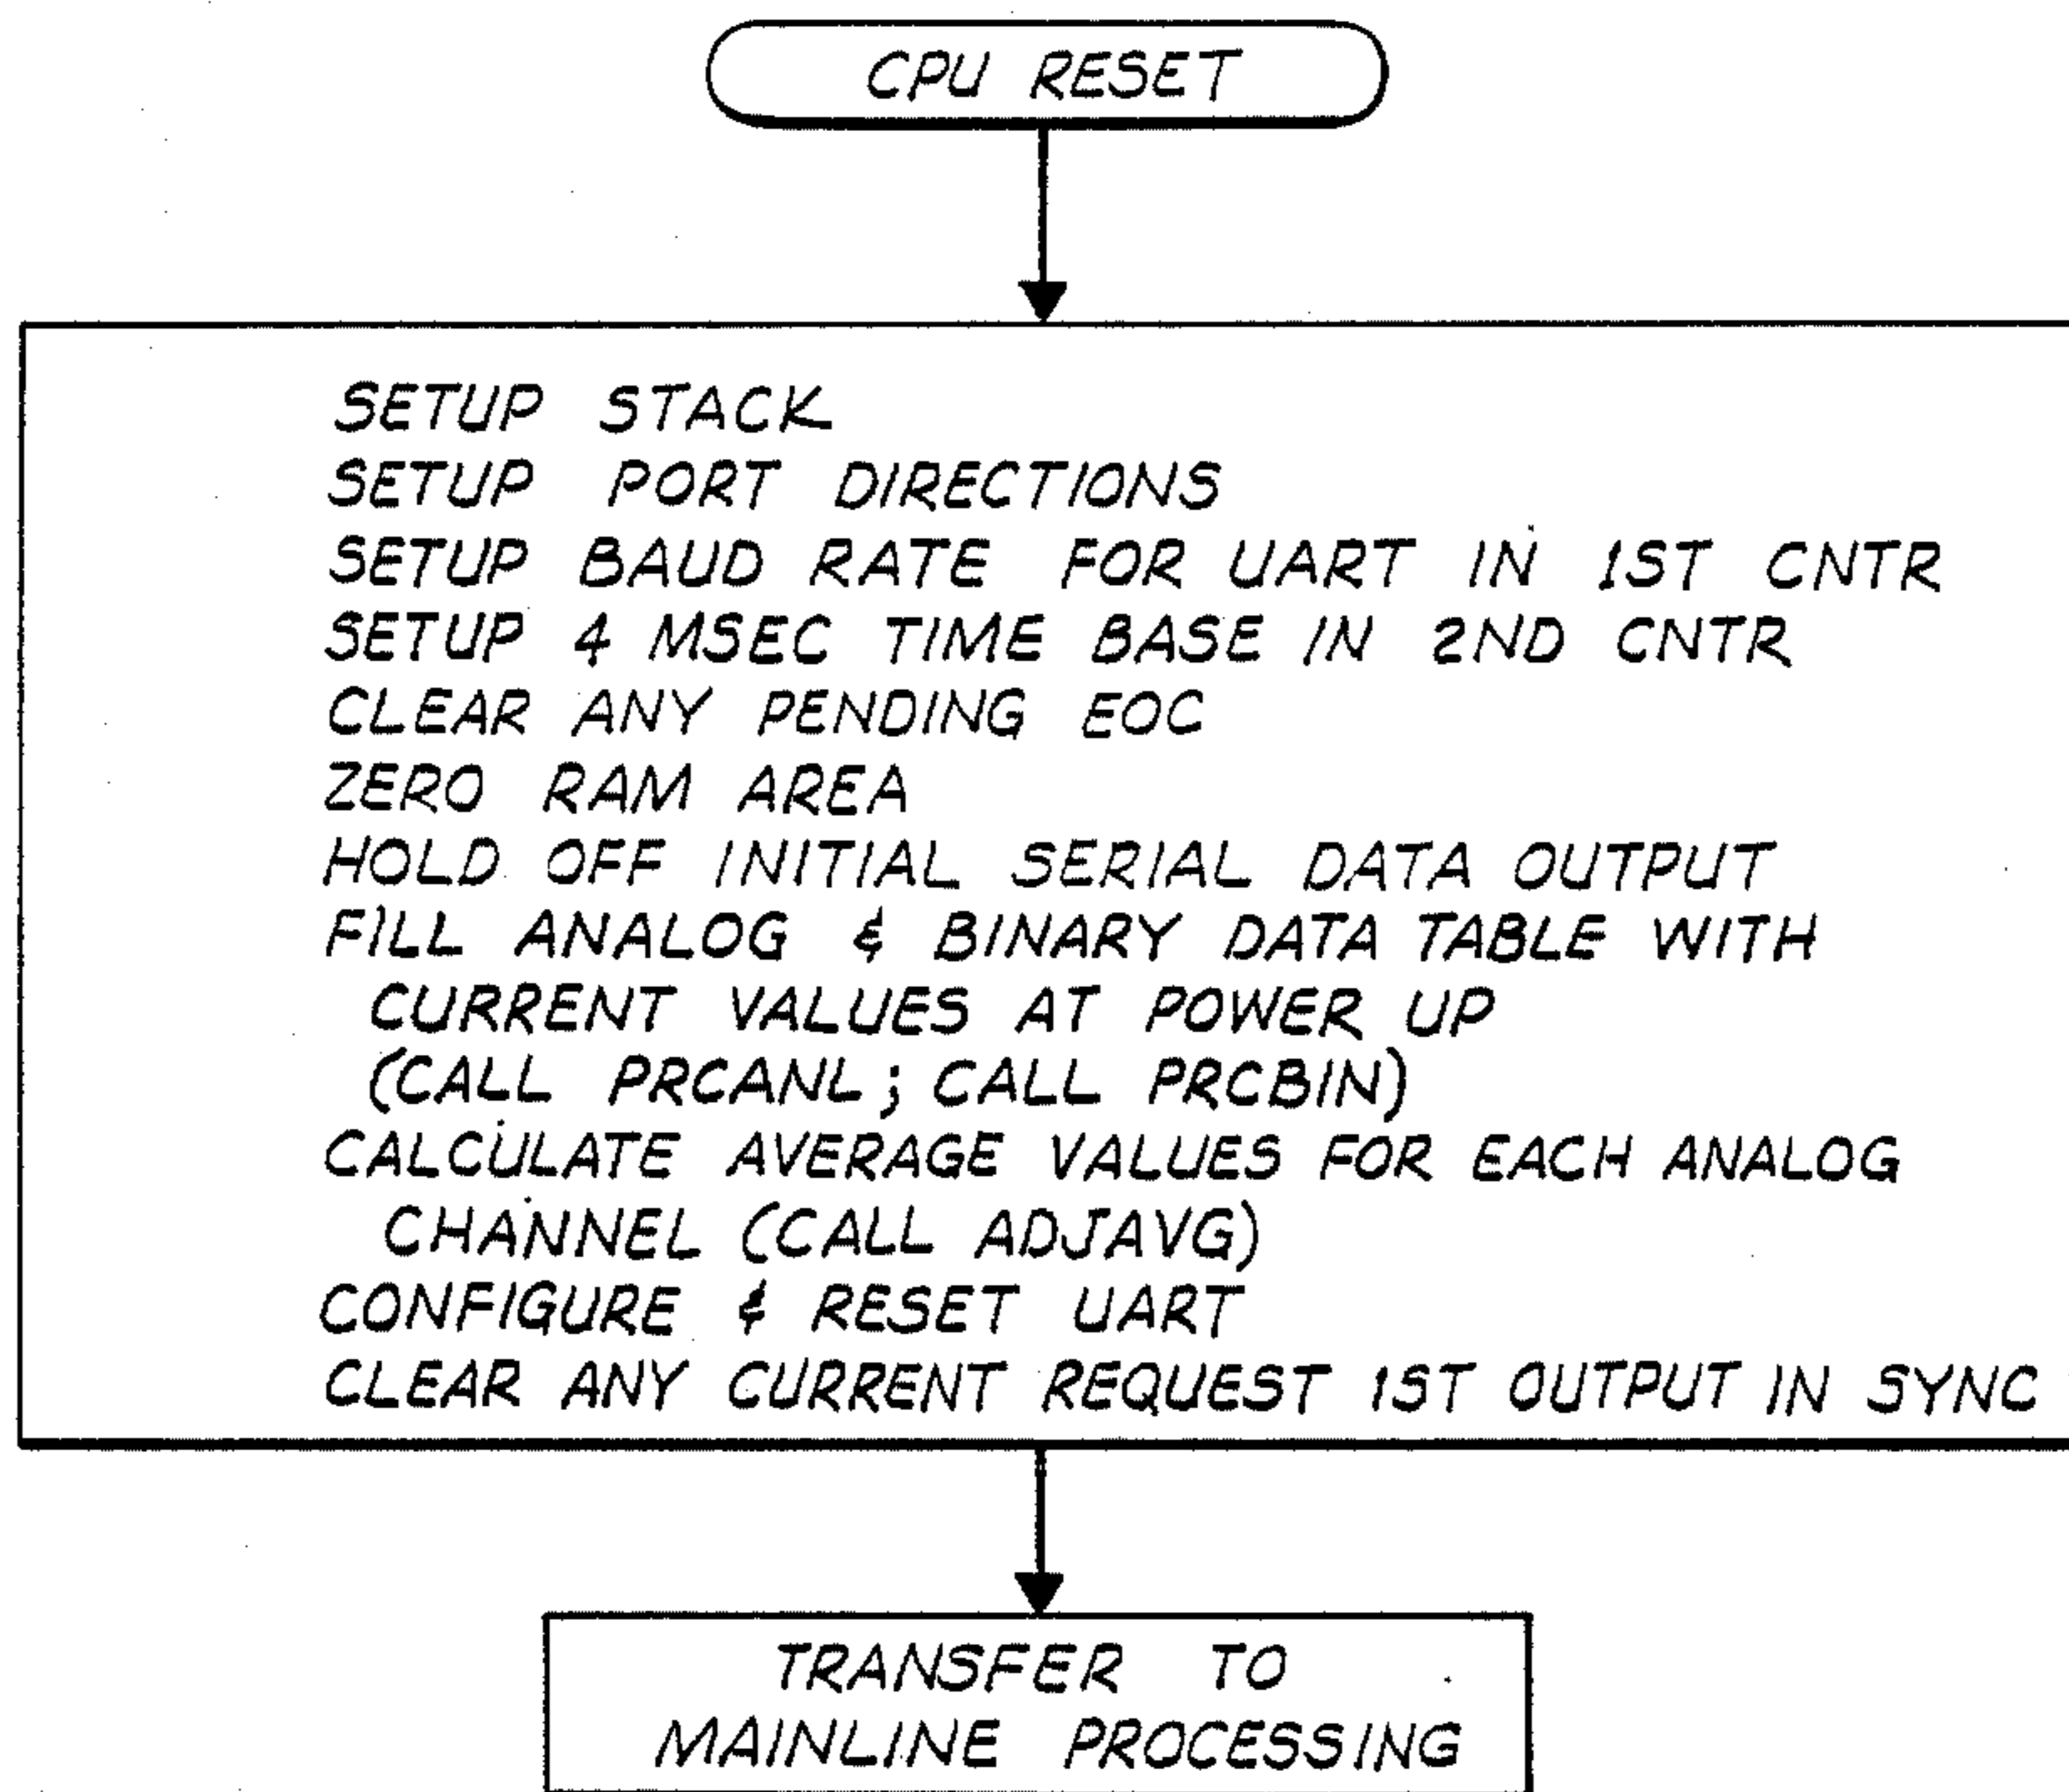 CPU RESET
SETUP STACK
SETUP PORT DIRECTIONS
SETUP BAUD RATE FOR UART IN 1ST CNTR
SETUP 4 MSEC TIME BASE IN 2ND CNTR
CLEAR ANY PENDING EOC
ZERO RAM AREA
HOLD OFF INITIAL SERIAL DATA OUTPUT
FILL ANALOG & BINARY DATA TABLE WITH
CURRENT VALUES AT POWER UP
(CALL PRCANL; CALL PRCBIN)
CALCULATE AVERAGE VALUES FOR EACH ANALOG
CHANNEL (CALL ADJAVG)
CONFIGURE & RESET UART
CLEAR ANY CURRENT REQUEST 1ST OUTPUT IN SYNC
TRANSFER TO
MAINLINE PROCESSING